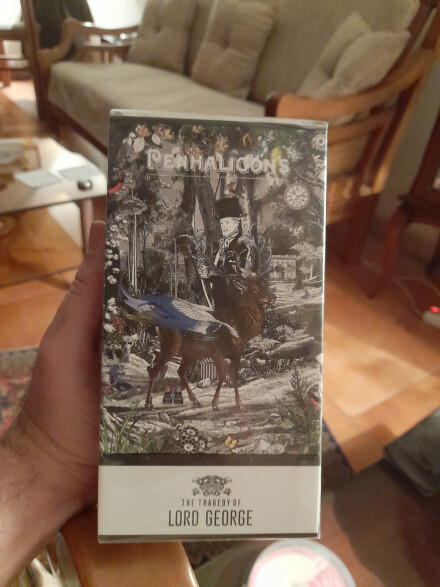 PENHALIGON'S
THE TRAGEDY OF
LORD GEORGE